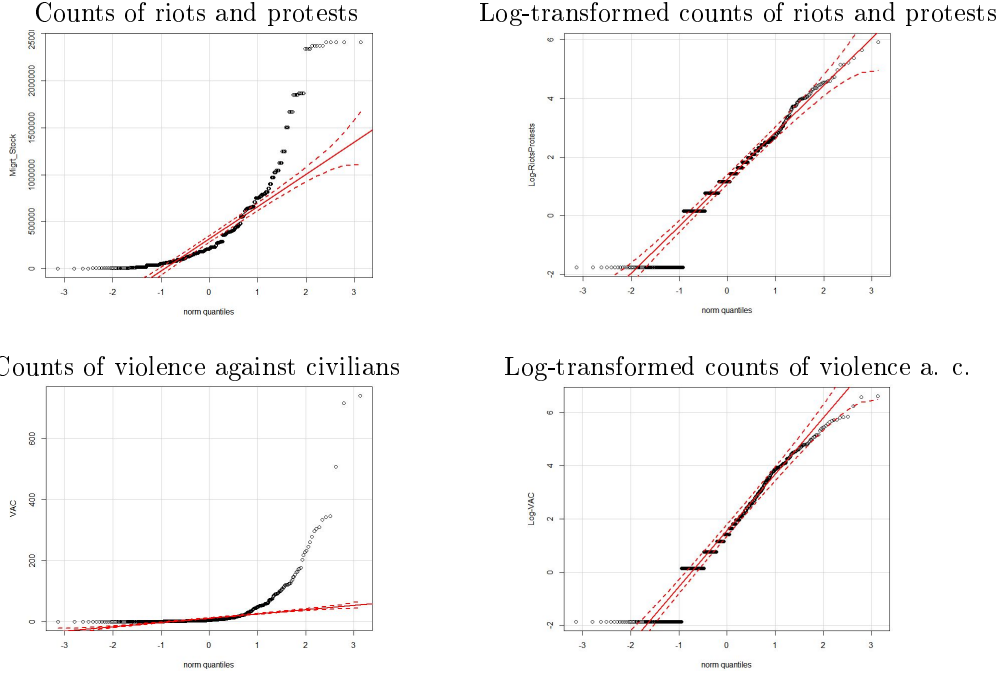 Counts of riots and protests
Log-transformed counts of riots and protests
Migrt_Stock
0
500000
1000000
1500000
2000000
2500
-3 -2 -1 0 1 2 3
norm quantiles
Log-RiotsProtests
-2
0
2
4
6
-3 -2 -1 0 1 2 3
norm quantiles
Counts of violence against civilians
Log-transformed counts of violence a. c.
VAC
0
200
400
600
-3 -2 -1 0 1 2 3
norm quantiles
Log-VAC
-2
0
2
4
6
-3 -2 -1 0 1 2 3
norm quantiles